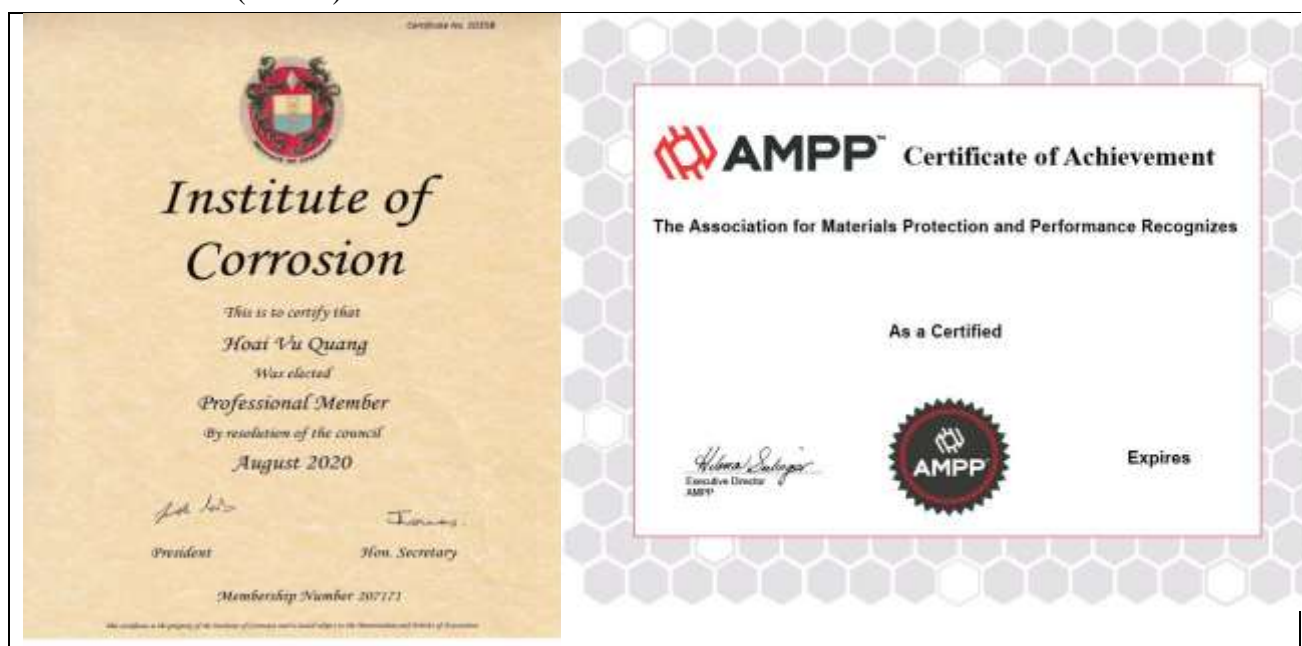 Institute of
Corrosion
This is to certify that
Hoai Vu Quang
Was elected
Professional Member
By resolution of the council
August 2020
President
Hon. Secretary
Membership Number 207171
AMPP™ Certificate of Achievement
The Association for Materials Protection and Performance Recognizes
As a Certified
Executive Director
AMPP
AMPP
Expires